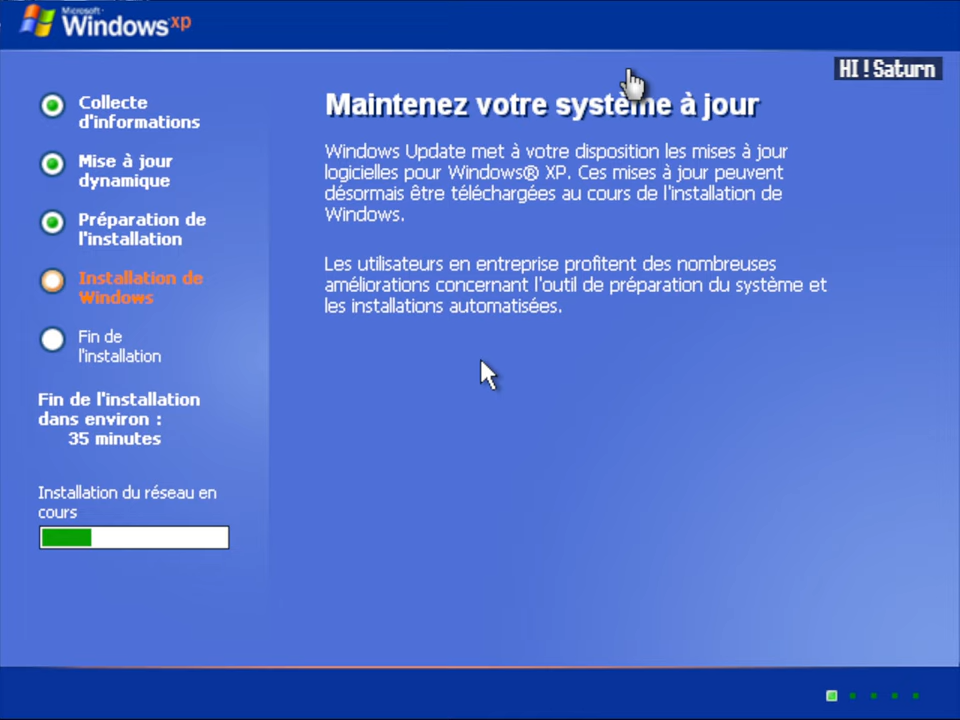 Microsoft
Windows xp
HI ! Saturn
Collecte
d'informations
Mise à jour
dynamique
Préparation de
l'installation
Installation de
Windows
Fin de
l'installation
Fin de l'installation
dans environ :
35 minutes
Installation du réseau en
cours
Maintenez votre système à jour
Windows Update met à votre disposition les mises à jour
logicielles pour Windows® XP. Ces mises à jour peuvent
désormais être téléchargées au cours de l'installation de
Windows.
Les utilisateurs en entreprise profitent des nombreuses
améliorations concernant l'outil de préparation du système et
les installations automatisées.